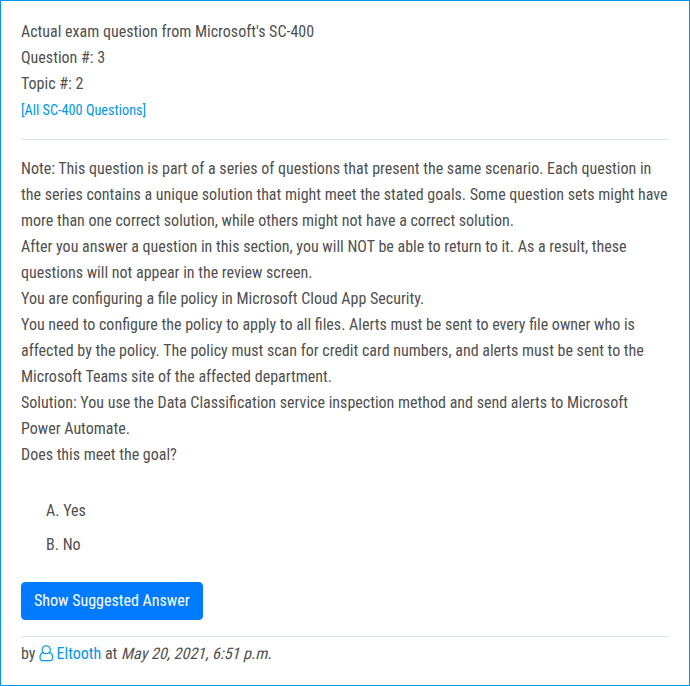 Actual exam question from Microsoft's SC-400
Question #: 3
Topic #: 2
[All SC-400 Questions]
Note: This question is part of a series of questions that present the same scenario. Each question in
the series contains a unique solution that might meet the stated goals. Some question sets might have
more than one correct solution, while others might not have a correct solution.
After you answer a question in this section, you will NOT be able to return to it. As a result, these
questions will not appear in the review screen.
You are configuring a file policy in Microsoft Cloud App Security.
You need to configure the policy to apply to all files. Alerts must be sent to every file owner who is
affected by the policy. The policy must scan for credit card numbers, and alerts must be sent to the
Microsoft Teams site of the affected department.
Solution: You use the Data Classification service inspection method and send alerts to Microsoft
Power Automate.
Does this meet the goal?
A. Yes
B. No
Show Suggested Answer
by Eltooth at May 20, 2021, 6:51 p.m.